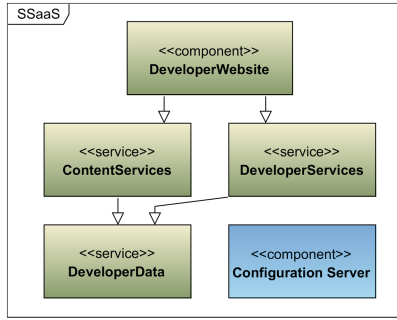 SSaaS
<<component>>
DeveloperWebsite
<<service>>
ContentServices
<<service>>
DeveloperServices
<<service>>
DeveloperData
<<component>>
Configuration Server